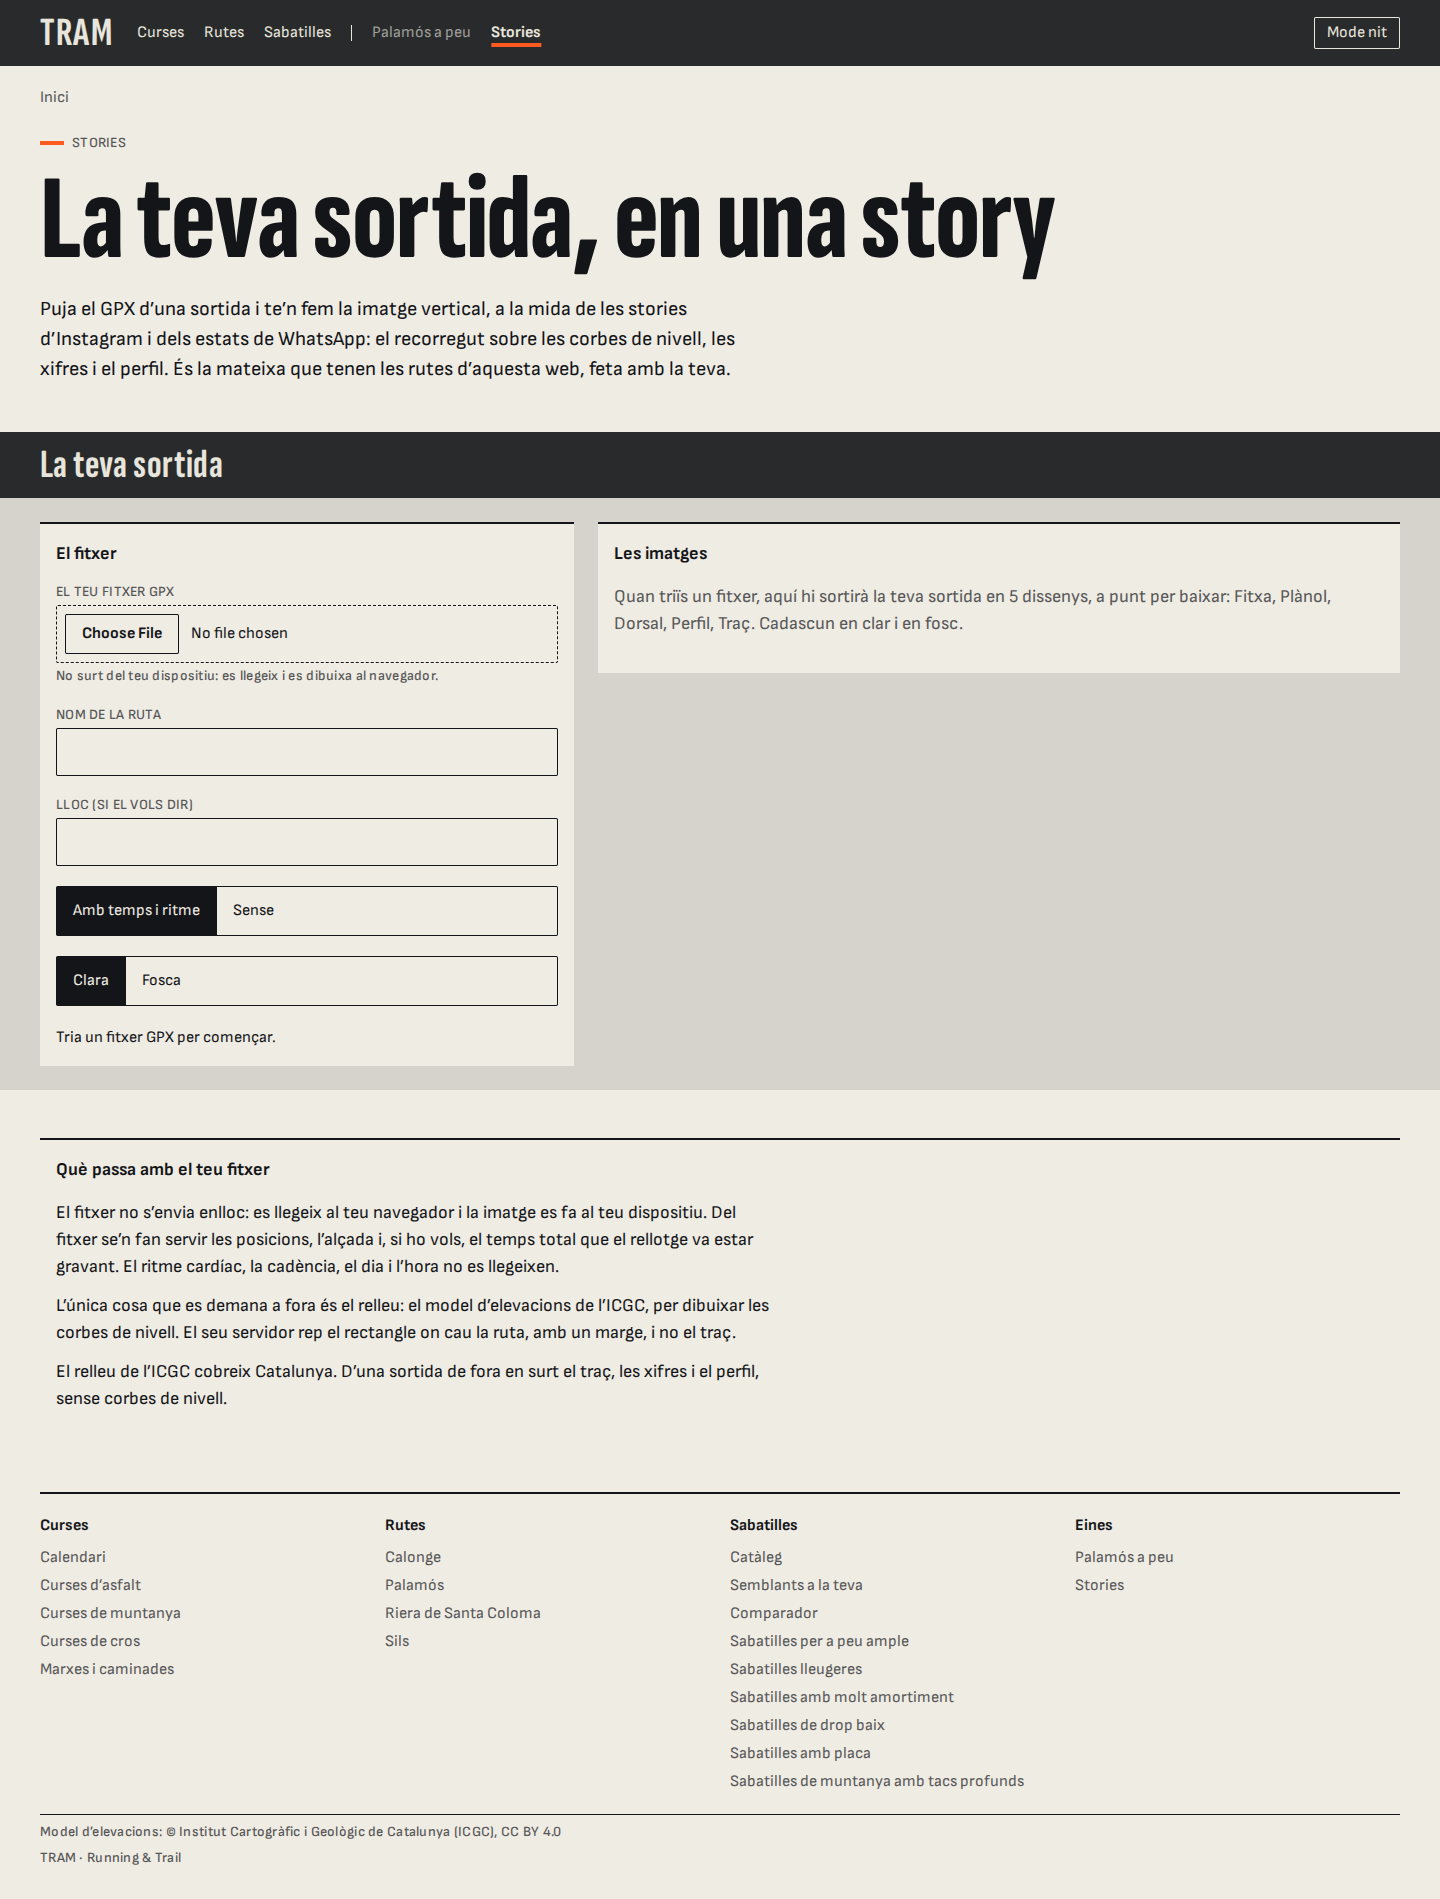 TRAM
Curses
Rutes
Sabatilles
Palamós a peu
Stories
Mode nit
Inici
STORIES
La teva sortida, en una story
Puja el GPX d’una sortida i te’n fem la imatge vertical, a la mida de les stories
d’Instagram i dels estats de WhatsApp: el recorregut sobre les corbes de nivell, les
xifres i el perfil. És la mateixa que tenen les rutes d’aquesta web, feta amb la teva.
La teva sortida
El fitxer
EL TEU FITXER GPX
Choose File No file chosen
No surt del teu dispositiu: es llegeix i es dibuixa al navegador.
NOM DE LA RUTA
LLOC (SI EL VOLS DIR)
Amb temps i ritme
Sense
Clara
Fosca
Tria un fitxer GPX per començar.
Les imatges
Quan triïs un fitxer, aquí hi sortirà la teva sortida en 5 dissenys, a punt per baixar: Fitxa, Plànol,
Dorsal, Perfil, Traç. Cadascun en clar i en fosc.
Què passa amb el teu fitxer
El fitxer no s’envia enlloc: es llegeix al teu navegador i la imatge es fa al teu dispositiu. Del
fitxer se’n fan servir les posicions, l’alçada i, si ho vols, el temps total que el rellotge va estar
gravant. El ritme cardíac, la cadència, el dia i l’hora no es llegeixen.
L’única cosa que es demana a fora és el relleu: el model d’elevacions de l’ICGC, per dibuixar les
corbes de nivell. El seu servidor rep el rectangle on cau la ruta, amb un marge, i no el traç.
El relleu de l’ICGC cobreix Catalunya. D’una sortida de fora en surt el traç, les xifres i el perfil,
sense corbes de nivell.
Curses
Calendari
Curses d’asfalt
Curses de muntanya
Curses de cros
Marxes i caminades
Rutes
Calonge
Palamós
Riera de Santa Coloma
Sils
Sabatilles
Catàleg
Semblants a la teva
Comparador
Sabatilles per a peu ample
Sabatilles lleugeres
Sabatilles amb molt amortiment
Sabatilles de drop baix
Sabatilles amb placa
Sabatilles de muntanya amb tacs profunds
Eines
Palamós a peu
Stories
Model d’elevacions: © Institut Cartogràfic i Geològic de Catalunya (ICGC), CC BY 4.0
TRAM · Running & Trail